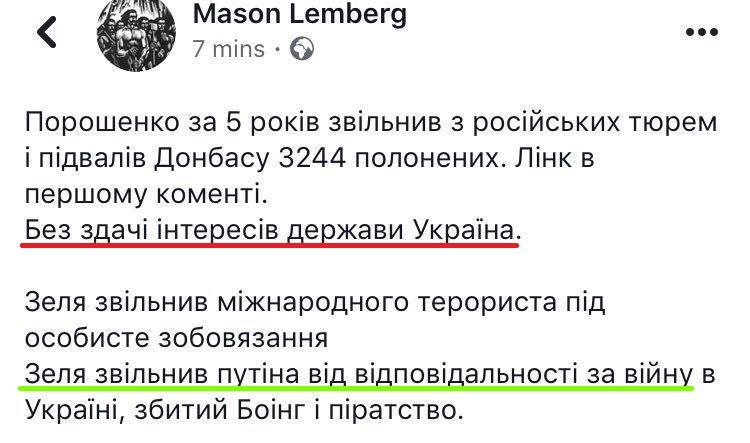 Mason Lemberg
7 mins ·
Порошенко за 5 років звільнив з російських тюрем
і підвалів Донбасу 3244 полонених. Лінк в
першому коменті.
Без здачі інтересів держави Україна.
Зеля звільнив міжнародного терориста під
особисте зобовязання
Зеля звільнив путіна від відповідальності за війну в
Україні, збитий Боінг і піратство.